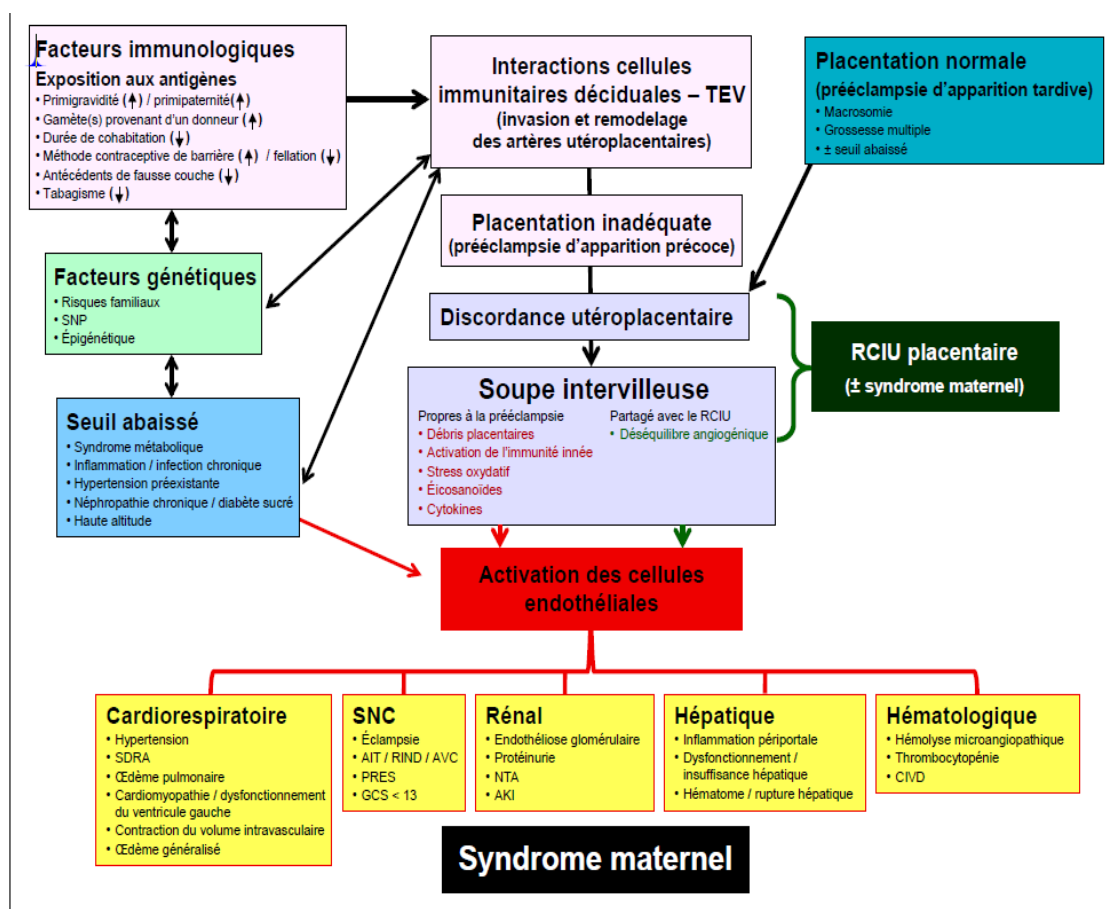 Facteurs immunologiques
Exposition aux antigènes
• Primigravidité (↑) / primipaternité(↑)
• Gamète(s) provenant d'un donneur (↑)
• Durée de cohabitation (↓)
• Méthode contraceptive de barrière (↑) / fellation (↓)
• Antécédents de fausse couche (↓)
• Tabagisme (↓)
Interactions cellules
immunitaires déciduales – TEV
(invasion et remodelage
des artères utéroplacentaires)
Placentation normale
(prééclampsie d'apparition tardive)
• Macrosomie
• Grossesse multiple
• ± seuil abaissé
Placentation inadéquate
(prééclampsie d'apparition précoce)
Facteurs génétiques
• Risques familiaux
• SNP
• Épigénétique
Discordance utéroplacentaire
RCIU placentaire
(± syndrome maternel)
Soupe intervilleuse
Propres à la prééclampsie
• Débris placentaires
• Activation de l'immunité innée
• Stress oxydatif
• Éicosanoïdes
• Cytokines
Partagé avec le RCIU
• Déséquilibre angiogénique
Seuil abaissé
• Syndrome métabolique
• Inflammation / infection chronique
• Hypertension préexistante
• Néphropathie chronique / diabète sucré
• Haute altitude
Activation des cellules
endothéliales
Cardiorespiratoire
• Hypertension
• SDRA
• Œdème pulmonaire
• Cardiomyopathie / dysfonctionnement
du ventricule gauche
• Contraction du volume intravasculaire
• Œdème généralisé
SNC
• Éclampsie
• AIT / RIND / AVC
• PRES
• GCS < 13
Rénal
• Endothéliose glomérulaire
• Protéinurie
• NTA
• AKI
Hépatique
• Inflammation périportale
• Dysfonctionnement /
insuffisance hépatique
• Hématome / rupture hépatique
Hématologique
• Hémolyse microangiopathique
• Thrombocytopénie
• CIVD
Syndrome maternel